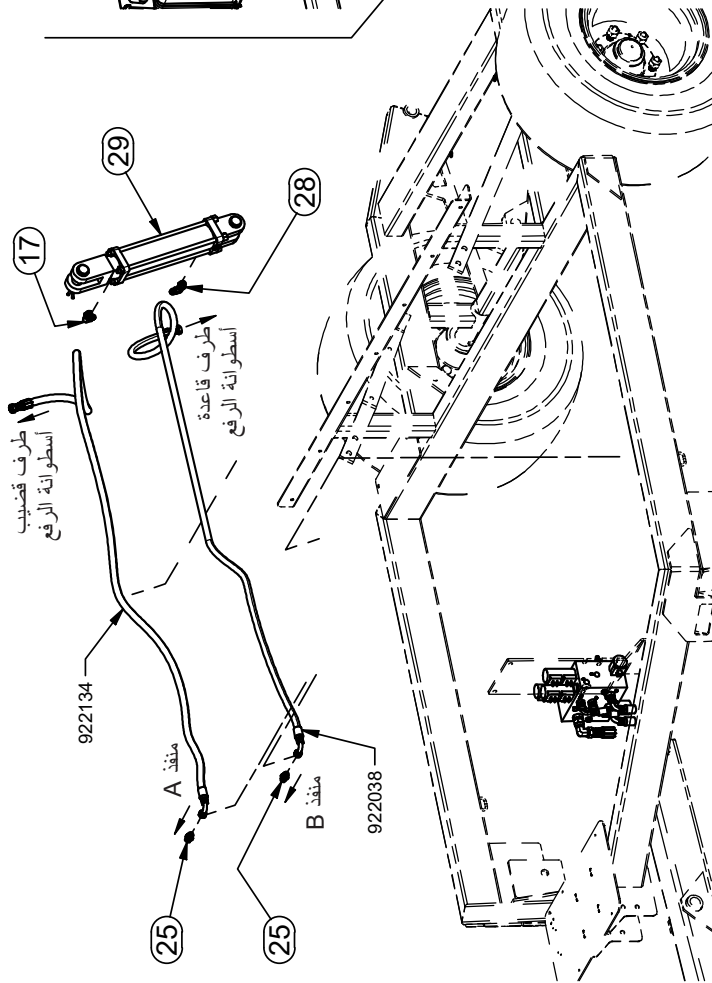 29
17
28
طرف قضيب
أسطوانة الرفع
طرف قاعدة
أسطوانة الرفع
922134
منفذ A
منفذ B
922038
25
25